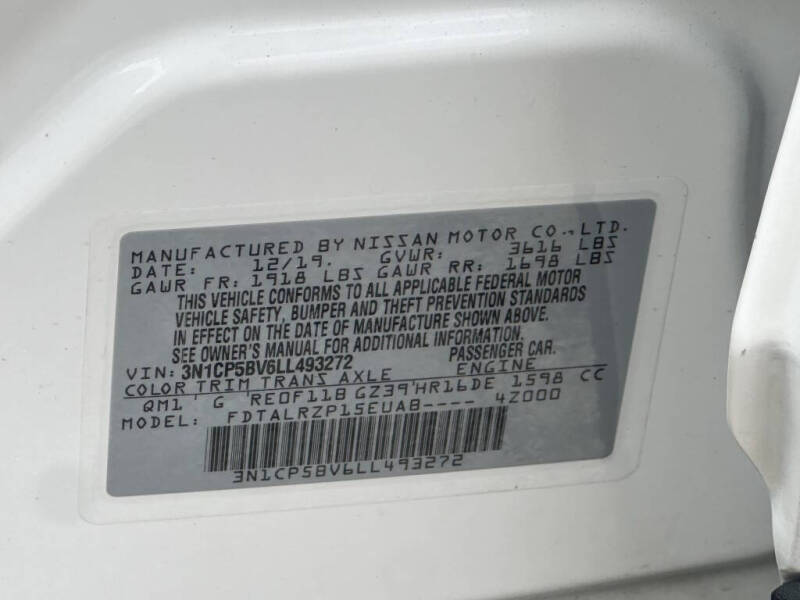 MANUFACTURED BY NISSAN MOTOR CO., LTD.
DATE: 12/19. GVWR: 3616 LBS
GAWR FR: 1918 LBS GAWR RR: 1698 LBS
THIS VEHICLE CONFORMS TO ALL APPLICABLE FEDERAL MOTOR
VEHICLE SAFETY, BUMPER AND THEFT PREVENTION STANDARDS
IN EFFECT ON THE DATE OF MANUFACTURE SHOWN ABOVE.
SEE OWNER'S MANUAL FOR ADDITIONAL INFORMATION.
VIN: 3N1CP5BV6LL493272 PASSENGER CAR.
COLOR TRIM TRANS AXLE ENGINE
QM1 G RE0F11B GZ39 HR16DE 1598 CC
MODEL: FDTALRZP15EUAB---- 4Z000
3N1CP5BV6LL493272